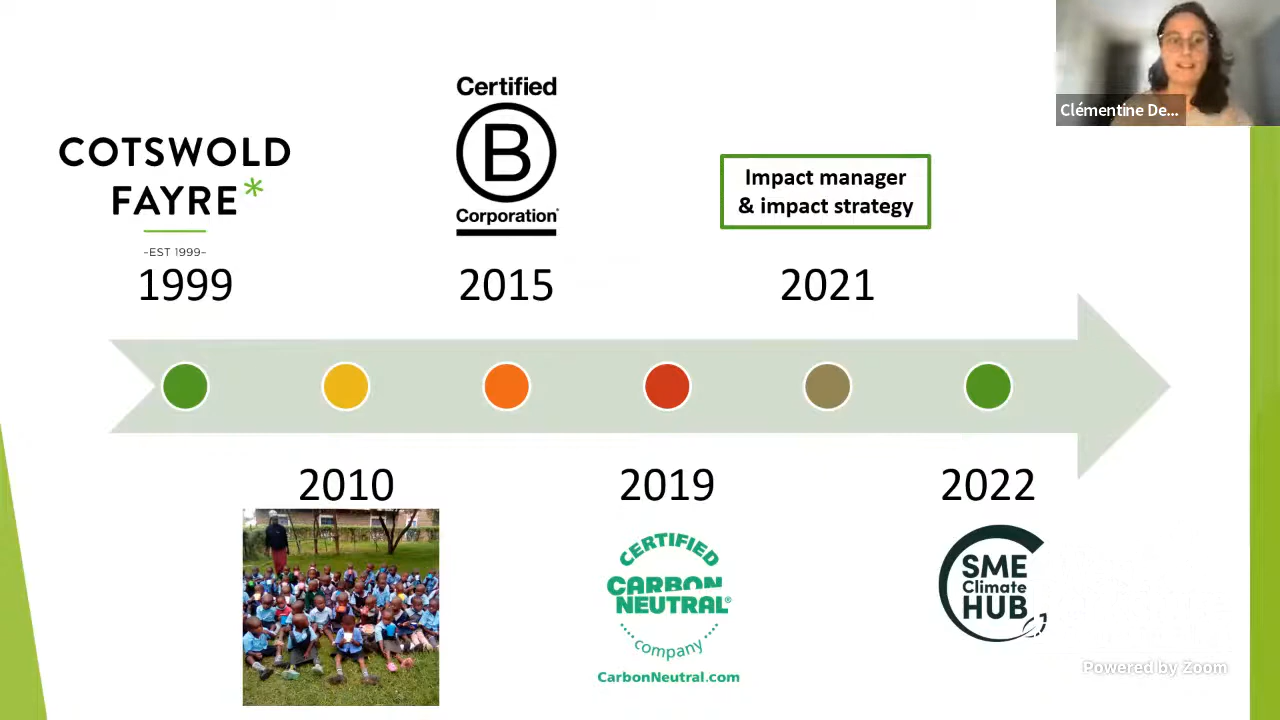 Clémentine De...
COTSWOLD
FAYRE*
-EST 1999-
1999
Certified
B
Corporation
2015
Impact manager
& impact strategy
2021
2010
2019
CERTIFIED
CARBON
NEUTRAL®
company
CarbonNeutral.com
2022
SME
Climate
HUB
Powered by Zoom